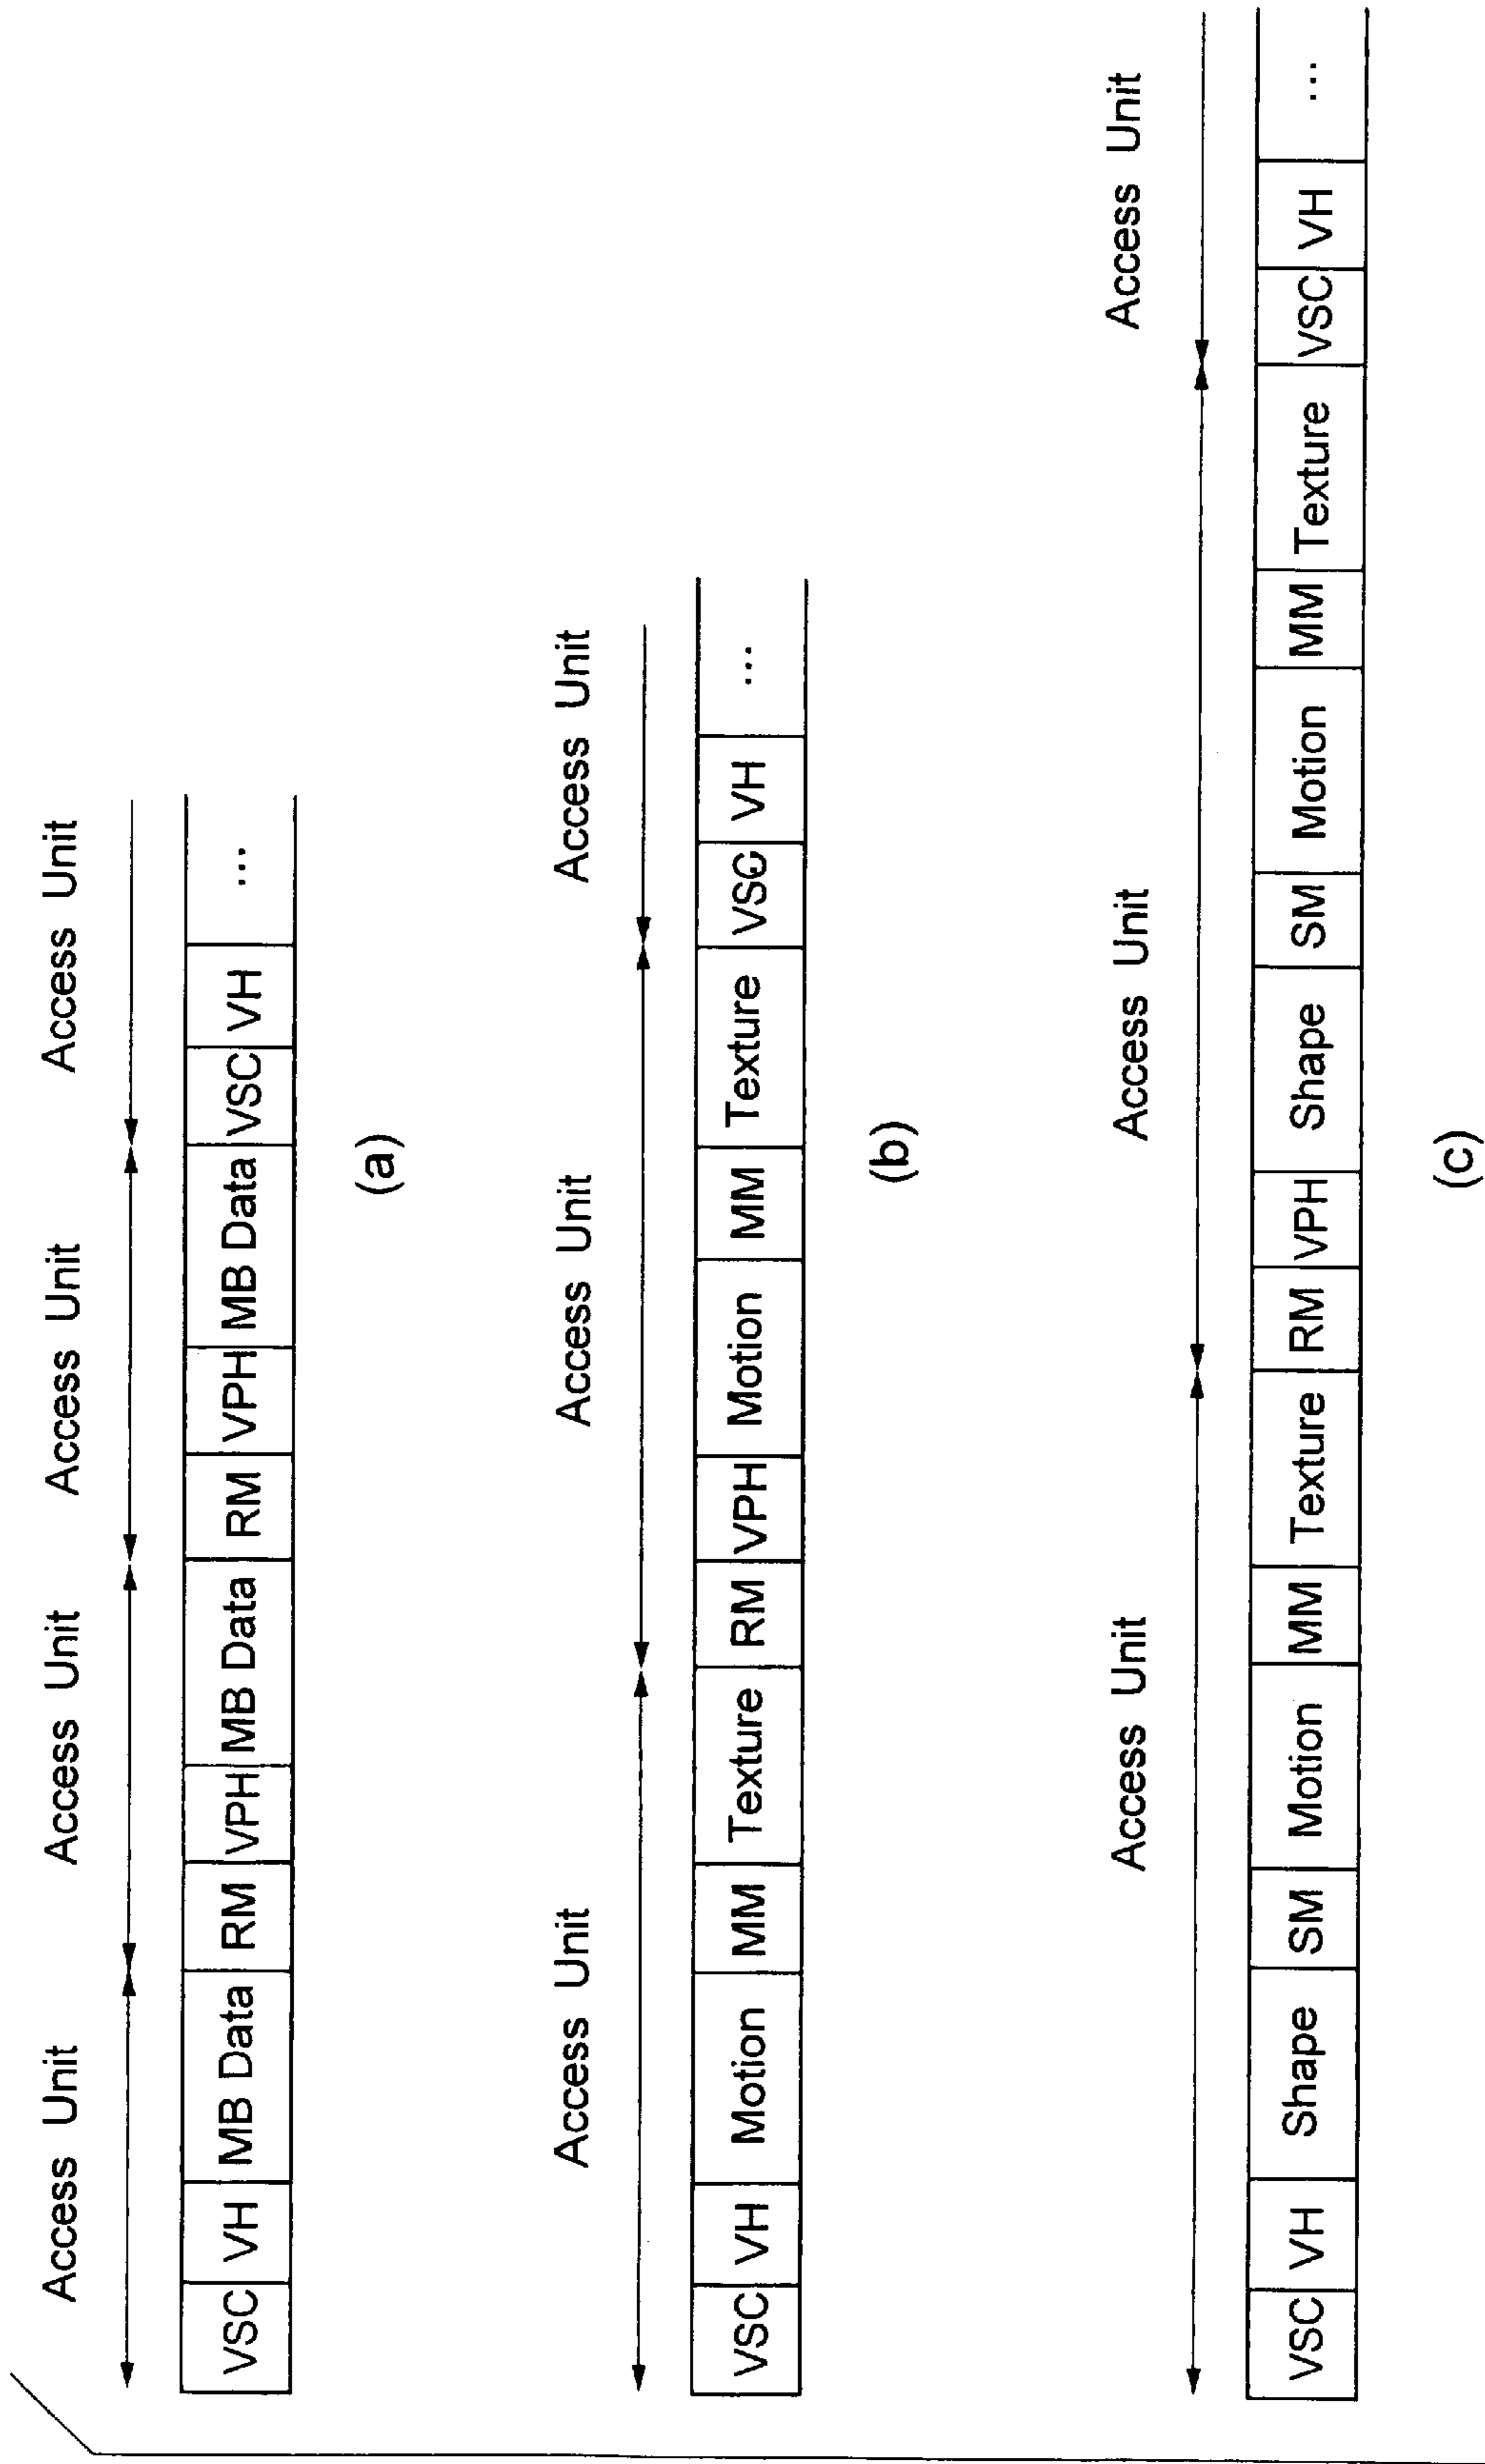 Access Unit Access Unit Access Unit Access Unit
VSC VH MB Data RM VPH MB Data RM VPH MB Data VSC VH ...
(a)
Access Unit Access Unit Access Unit
VSC VH Motion MM Texture RM VPH Motion MM Texture VSC VH ...
(b)
Access Unit Access Unit Access Unit
VSC VH Shape SM Motion MM Texture RM VPH Shape SM Motion MM Texture VSC VH ...
(c)